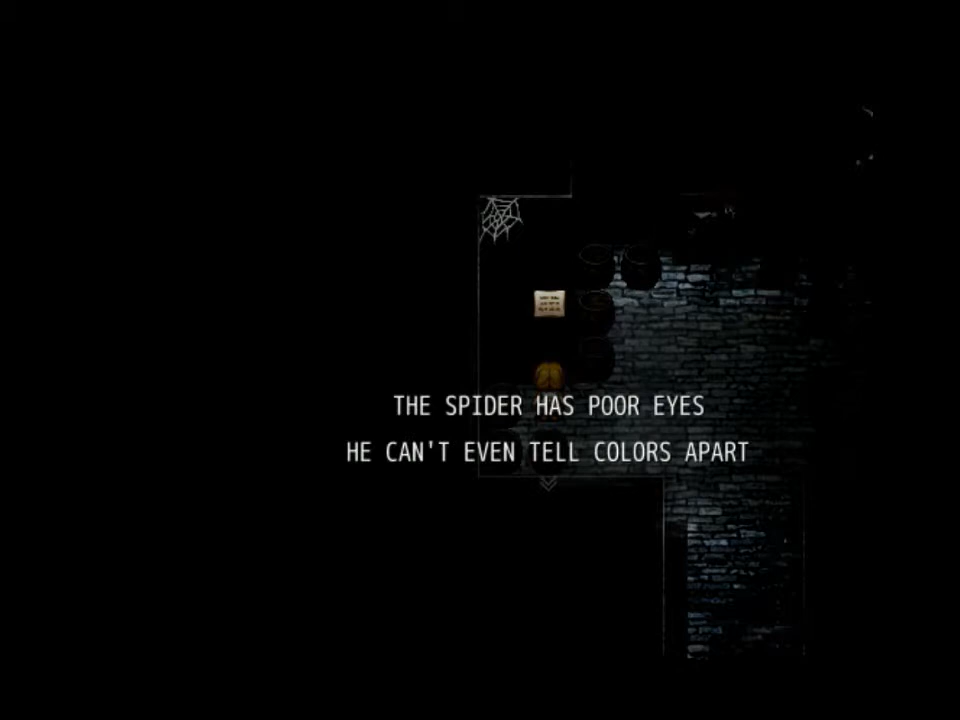 THE SPIDER HAS POOR EYES
HE CAN'T EVEN TELL COLORS APART